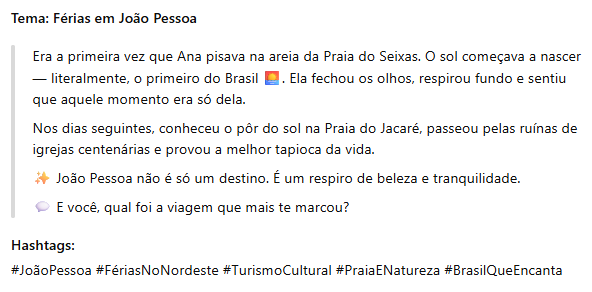 Tema: Férias em João Pessoa
Era a primeira vez que Ana pisava na areia da Praia do Seixas. O sol começava a nascer
— literalmente, o primeiro do Brasil 🌅. Ela fechou os olhos, respirou fundo e sentiu
que aquele momento era só dela.
Nos dias seguintes, conheceu o pôr do sol na Praia do Jacaré, passeou pelas ruínas de
igrejas centenárias e provou a melhor tapioca da vida.
✨ João Pessoa não é só um destino. É um respiro de beleza e tranquilidade.
💬 E você, qual foi a viagem que mais te marcou?
Hashtags:
#JoãoPessoa #FériasNoNordeste #TurismoCultural #PraiaENatureza #BrasilQueEncanta